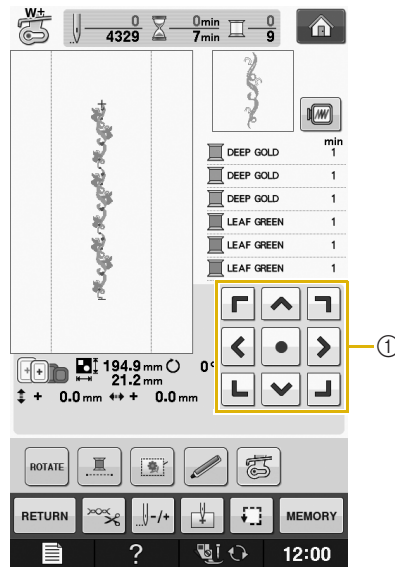 W+
0 0min 0
4329 7min 9
min
DEEP GOLD 1
DEEP GOLD 1
DEEP GOLD 1
LEAF GREEN 1
LEAF GREEN 1
LEAF GREEN 1
①
194.9 mm 0°
21.2 mm
+ 0.0 mm + 0.0 mm
ROTATE
RETURN -/+ MEMORY
? 12:00